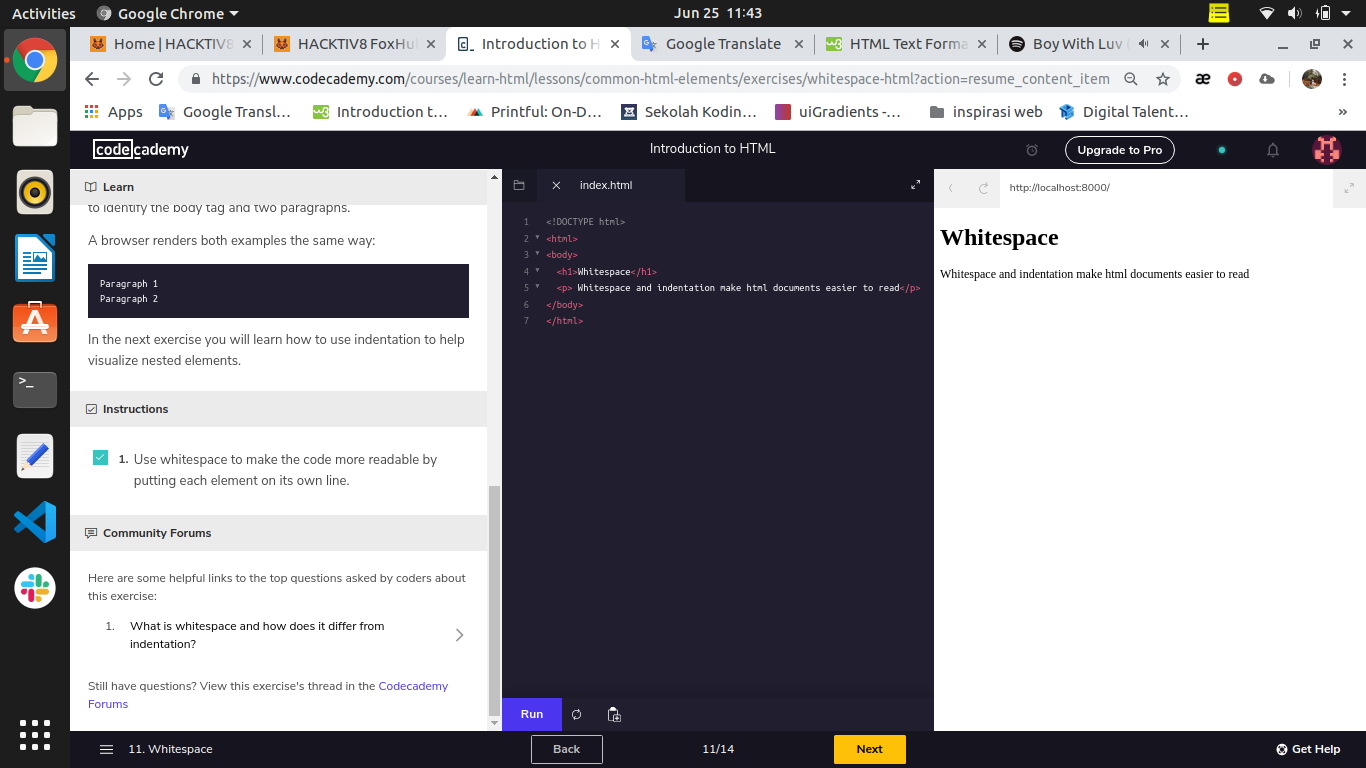 Activities
Google Chrome
Jun 25 11:43
Home | HACKTIV8
HACKTIV8 FoxHu
Introduction to H
Google Translate
HTML Text Forma
Boy With Luv (
https://www.codecademy.com/courses/learn-html/lessons/common-html-elements/exercises/whitespace-html?action=resume_content_item
Apps
Google Transl...
Introduction t...
Printful: On-D...
Sekolah Kodin...
uiGradients -...
inspirasi web
Digital Talent...
»
codecademy
Introduction to HTML
Upgrade to Pro
Learn
to identify the body tag and two paragraphs.
A browser renders both examples the same way:
Paragraph 1
Paragraph 2
In the next exercise you will learn how to use indentation to help
visualize nested elements.
Instructions
1. Use whitespace to make the code more readable by
putting each element on its own line.
Community Forums
Here are some helpful links to the top questions asked by coders about
this exercise:
1. What is whitespace and how does it differ from
indentation?
Still have questions? View this exercise's thread in the Codecademy
Forums
index.html
1 <!DOCTYPE html>
2 <html>
3 <body>
4 <h1>Whitespace</h1>
5 <p> Whitespace and indentation make html documents easier to read</p>
6 </body>
7 </html>
Run
http://localhost:8000/
Whitespace
Whitespace and indentation make html documents easier to read
11. Whitespace
Back
11/14
Next
Get Help